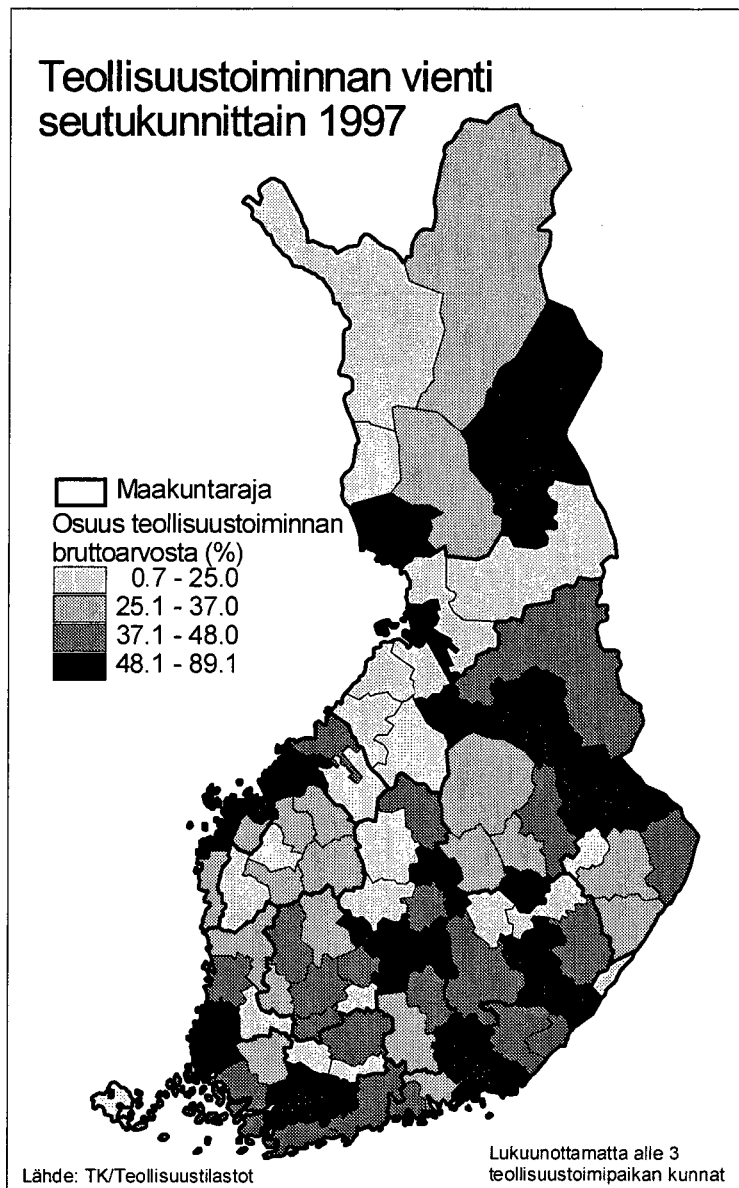 Teollisuustoiminnan vienti
seutukunnittain 1997
Maakuntaraja
Osuus teollisuustoiminnan
bruttoarvosta (%)
0.7 - 25.0
25.1 - 37.0
37.1 - 48.0
48.1 - 89.1
Lähde: TK/Teollisuustilastot
Lukuunottamatta alle 3
teollisuustoimipaikan kunnat